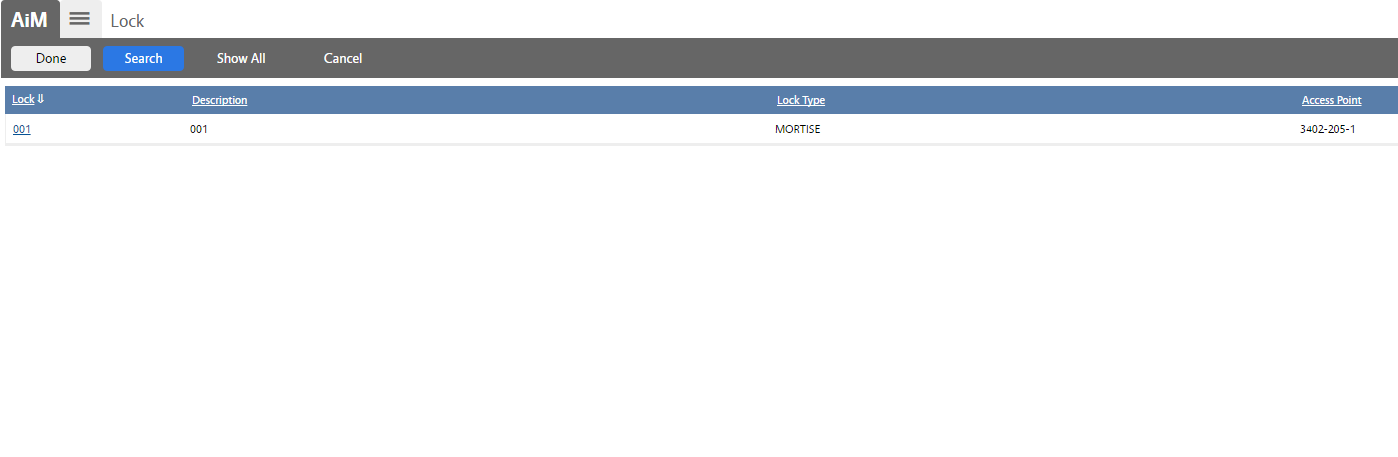 AiM Lock
Done Search Show All Cancel
Lock⇓ Description Lock Type Access Point
001 001 MORTISE 3402-205-1